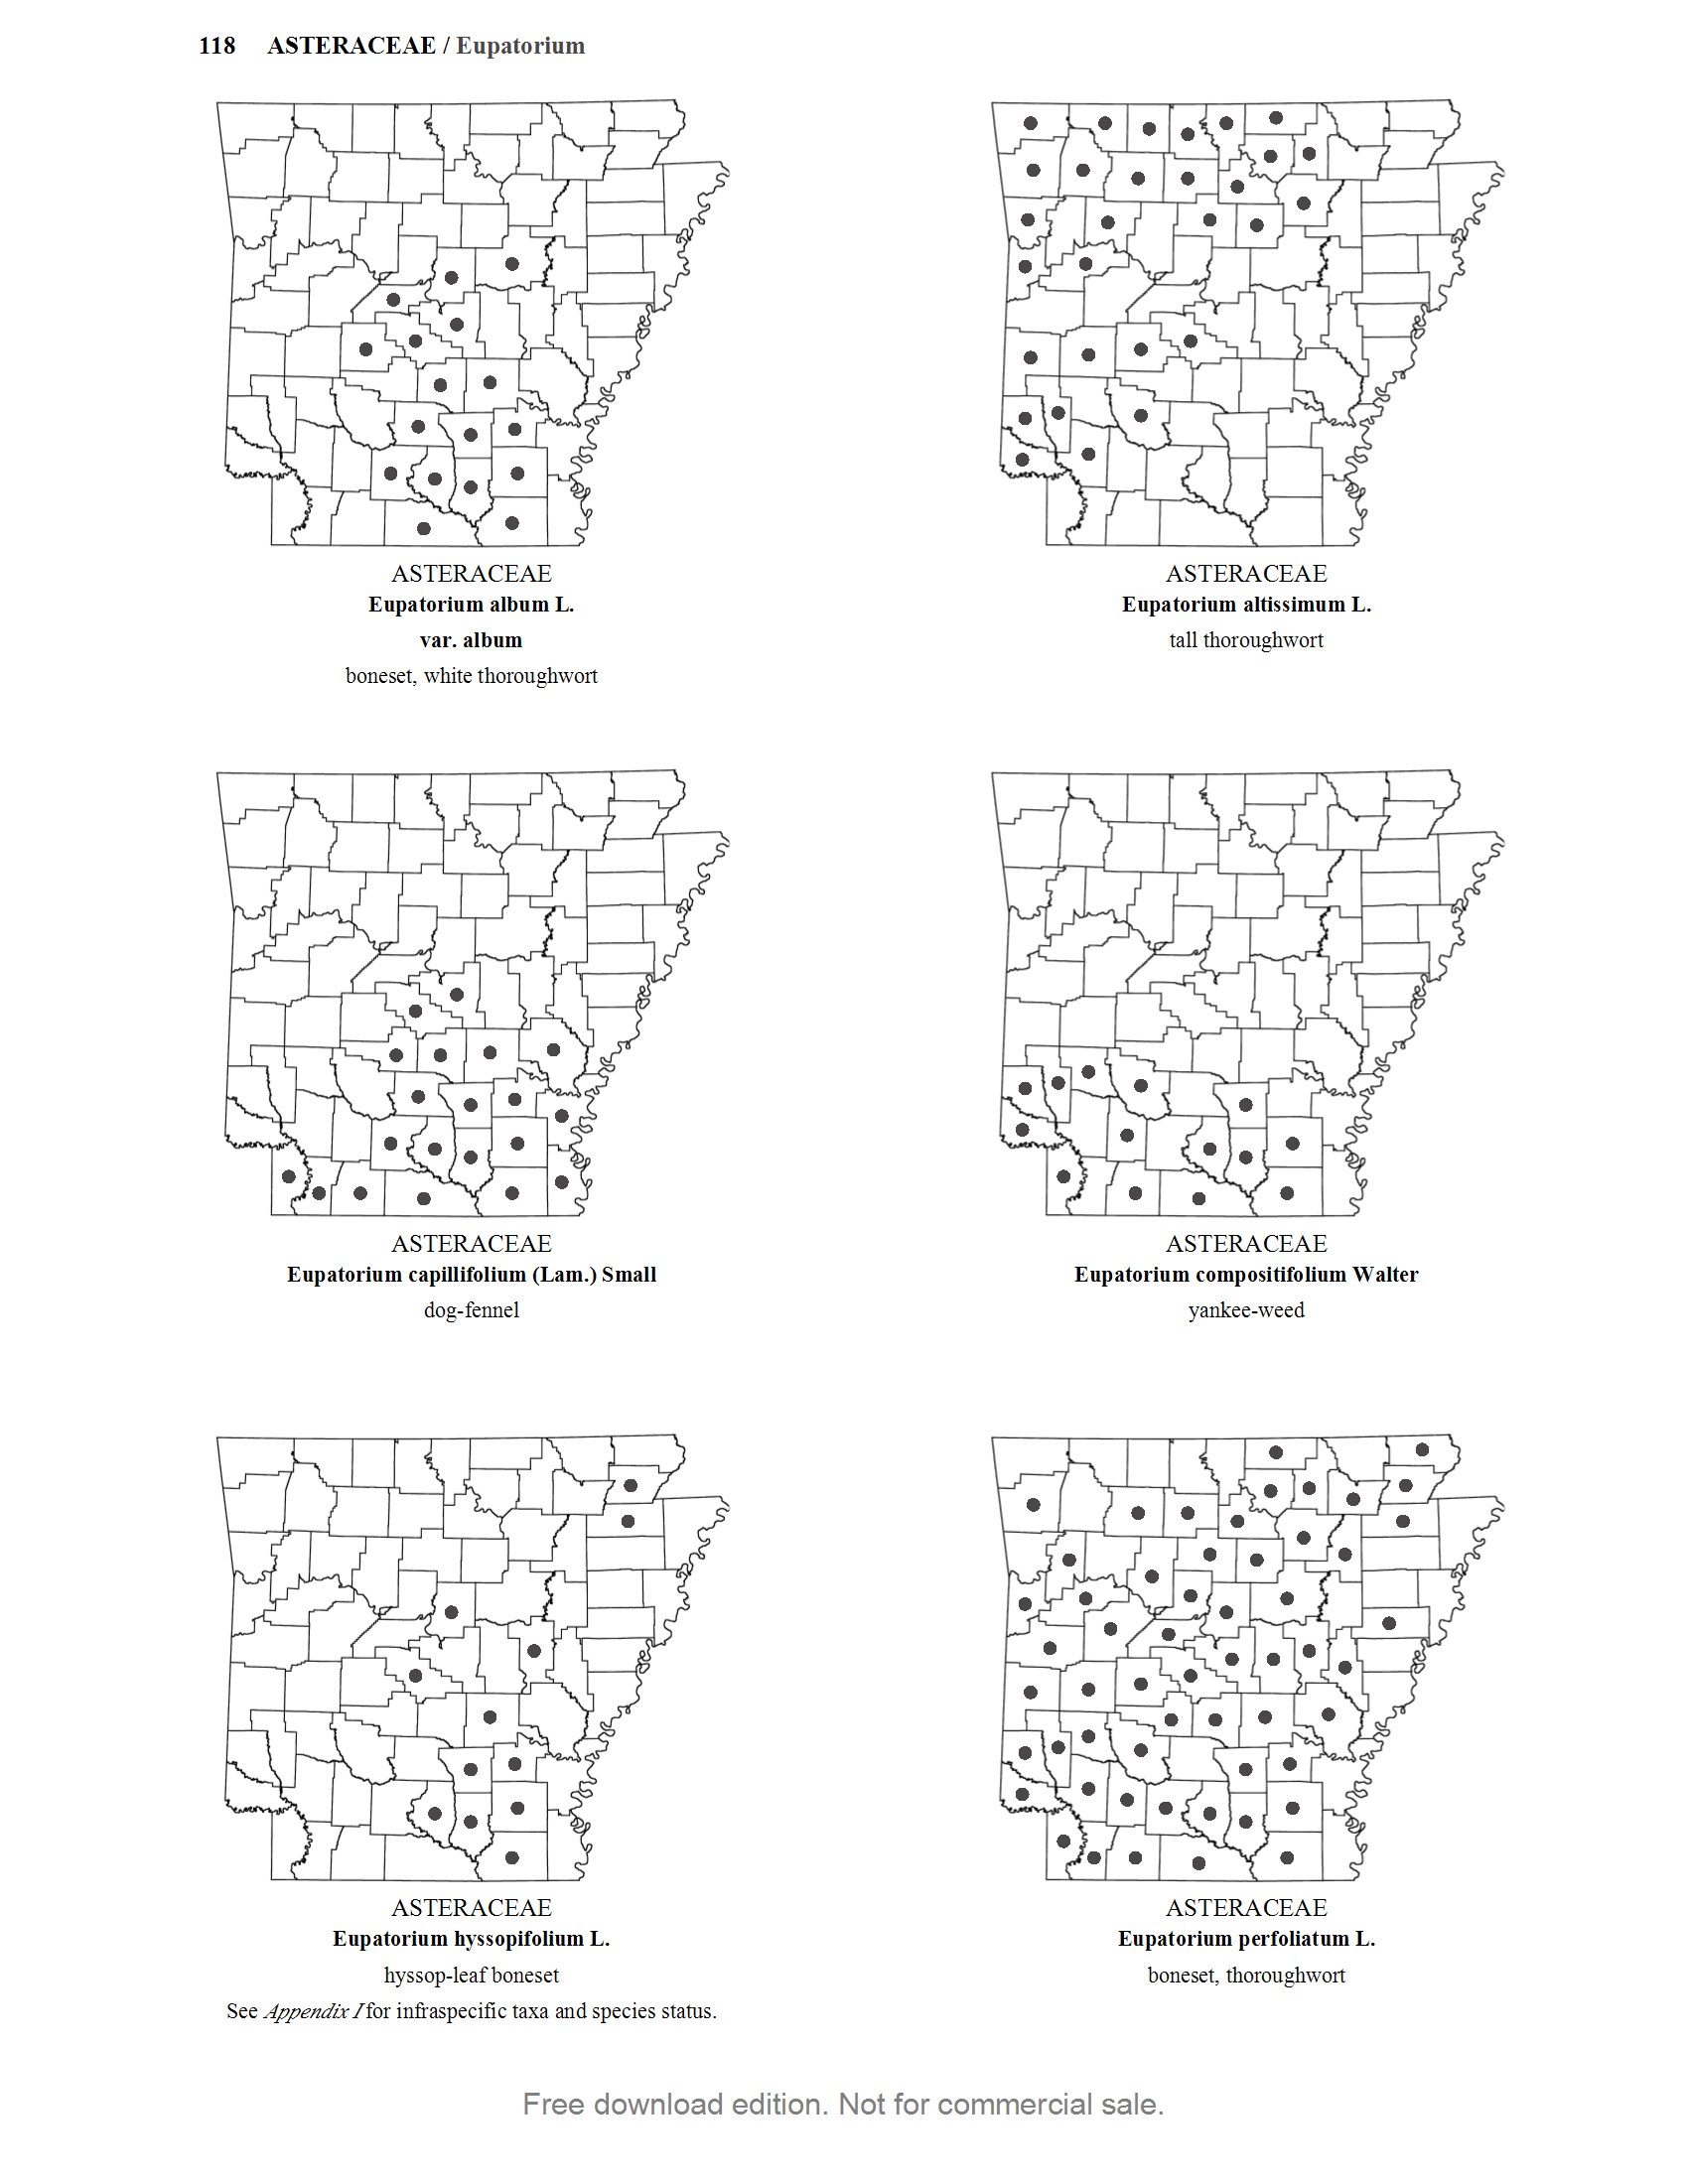 118 ASTERACEAE / Eupatorium
ASTERACEAE
Eupatorium album L.
var. album
boneset, white thoroughwort
ASTERACEAE
Eupatorium altissimum L.
tall thoroughwort
ASTERACEAE
Eupatorium capillifolium (Lam.) Small
dog-fennel
ASTERACEAE
Eupatorium compositifolium Walter
yankee-weed
ASTERACEAE
Eupatorium hyssopifolium L.
hyssop-leaf boneset
See Appendix I for infraspecific taxa and species status.
ASTERACEAE
Eupatorium perfoliatum L.
boneset, thoroughwort
Free download edition. Not for commercial sale.